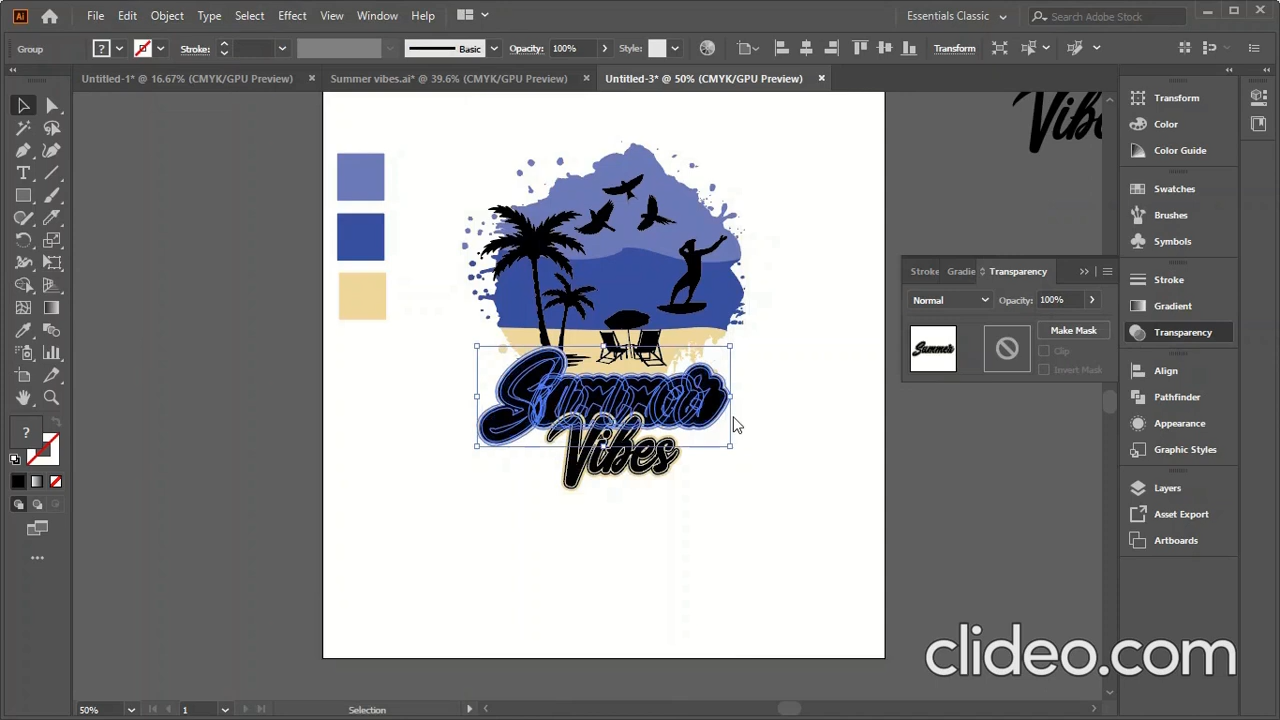 Ai
File
Edit
Object
Type
Select
Effect
View
Window
Help
Essentials Classic
Search Adobe Stock
Group
?
Stroke:
Basic
Opacity:
100%
Style:
Transform
Untitled-1* @ 16.67% (CMYK/GPU Preview)
Summer vibes.ai* @ 39.6% (CMYK/GPU Preview)
Untitled-3* @ 50% (CMYK/GPU Preview)
Transform
Color
Color Guide
Swatches
Brushes
Symbols
Stroke
Gradient
Transparency
Align
Pathfinder
Appearance
Graphic Styles
Layers
Asset Export
Artboards
Stroke
Gradie
Transparency
Normal
Opacity:
100%
Summer
Make Mask
Clip
Invert Mask
Vib
Summer
Vibes
?
50%
1
Selection
clideo.com